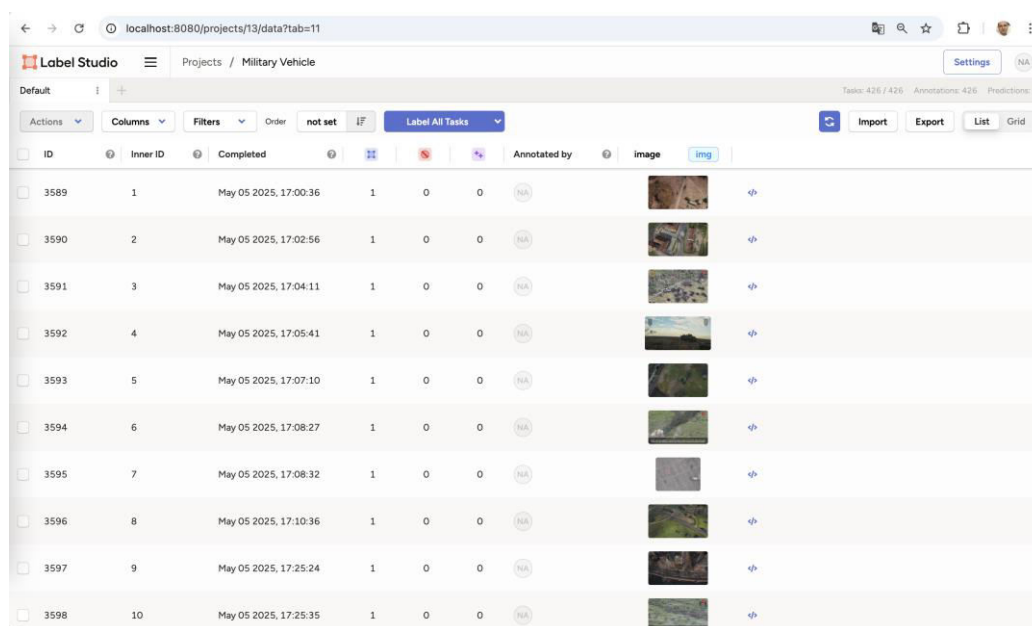 localhost:8080/projects/13/data?tab=11
Label Studio Projects / Military Vehicle Settings NA
Default
Tasks: 426 / 426 Annotations: 426 Predictions:
Actions Columns Filters Order not set Label All Tasks Import Export List Grid
ID Inner ID Completed Annotated by image img
3589 1 May 05 2025, 17:00:36 1 0 0 NA </>
3590 2 May 05 2025, 17:02:56 1 0 0 NA </>
3591 3 May 05 2025, 17:04:11 1 0 0 NA </>
3592 4 May 05 2025, 17:05:41 1 0 0 NA </>
3593 5 May 05 2025, 17:07:10 1 0 0 NA </>
3594 6 May 05 2025, 17:08:27 1 0 0 NA </>
3595 7 May 05 2025, 17:08:32 1 0 0 NA </>
3596 8 May 05 2025, 17:10:36 1 0 0 NA </>
3597 9 May 05 2025, 17:25:24 1 0 0 NA </>
3598 10 May 05 2025, 17:25:35 1 0 0 NA </>